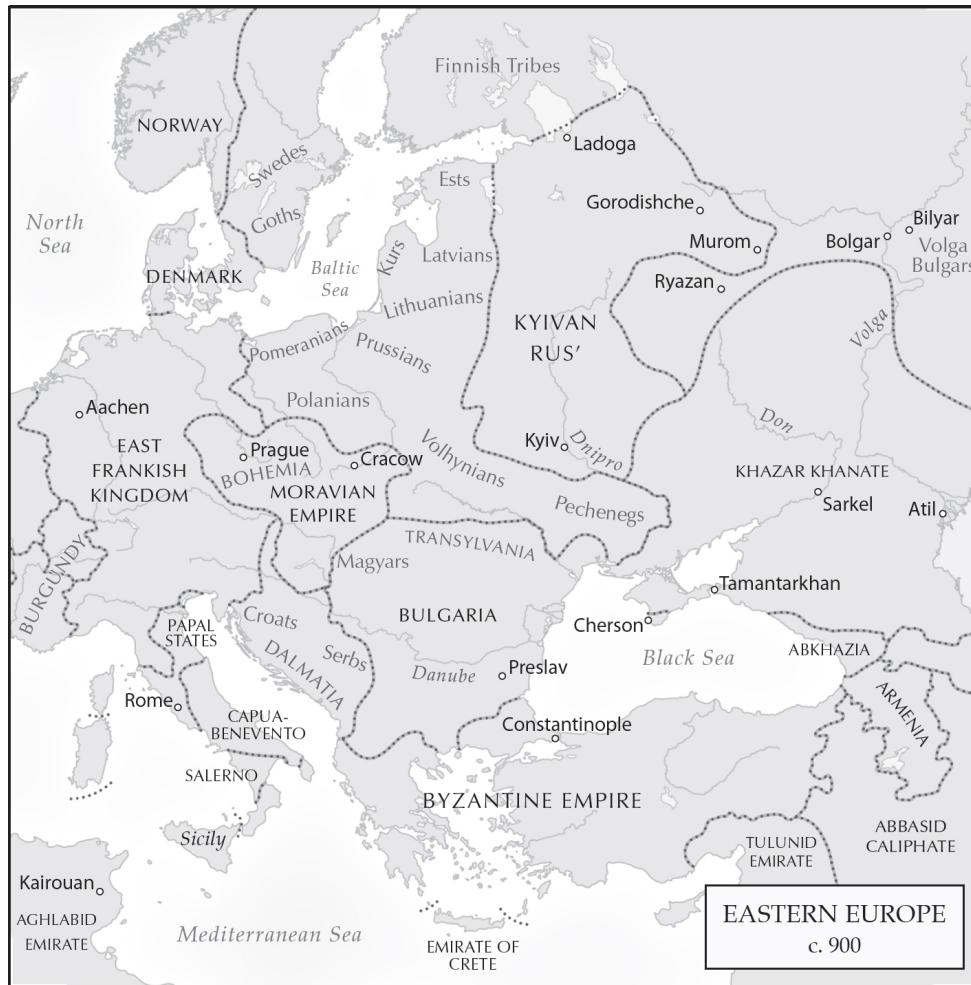 Finnish Tribes
NORWAY
Ladoga
Swedes
Ests
Gorodishche
Goths
North
Sea
Bilyar
Murom
Bolgar
Volga
Bulgars
Kurs
Latvians
Baltic
Sea
DENMARK
Ryazan
Lithuanians
KYIVAN
RUS'
Volga
Pomeranians
Prussians
Polanians
Aachen
Don
EAST
FRANKISH
KINGDOM
Prague
BOHEMIA
Cracow
Volhynians
Kyiv
Dnipro
MORAVIAN
EMPIRE
KHAZAR KHANATE
Sarkel
Atil
Pechenegs
TRANSYLVANIA
Magyars
BURGUNDY
Tamantarkhan
Croats
BULGARIA
Cherson
PAPAL
STATES
Serbs
DALMATIA
Black Sea
ABKHAZIA
Danube
Preslav
Rome
ARMENIA
CAPUA-
BENEVENTO
Constantinople
SALERNO
BYZANTINE EMPIRE
Sicily
TULUNID
EMIRATE
ABBASID
CALIPHATE
Kairouan
AGHLABID
EMIRATE
Mediterranean Sea
EMIRATE OF
CRETE
EASTERN EUROPE
c. 900